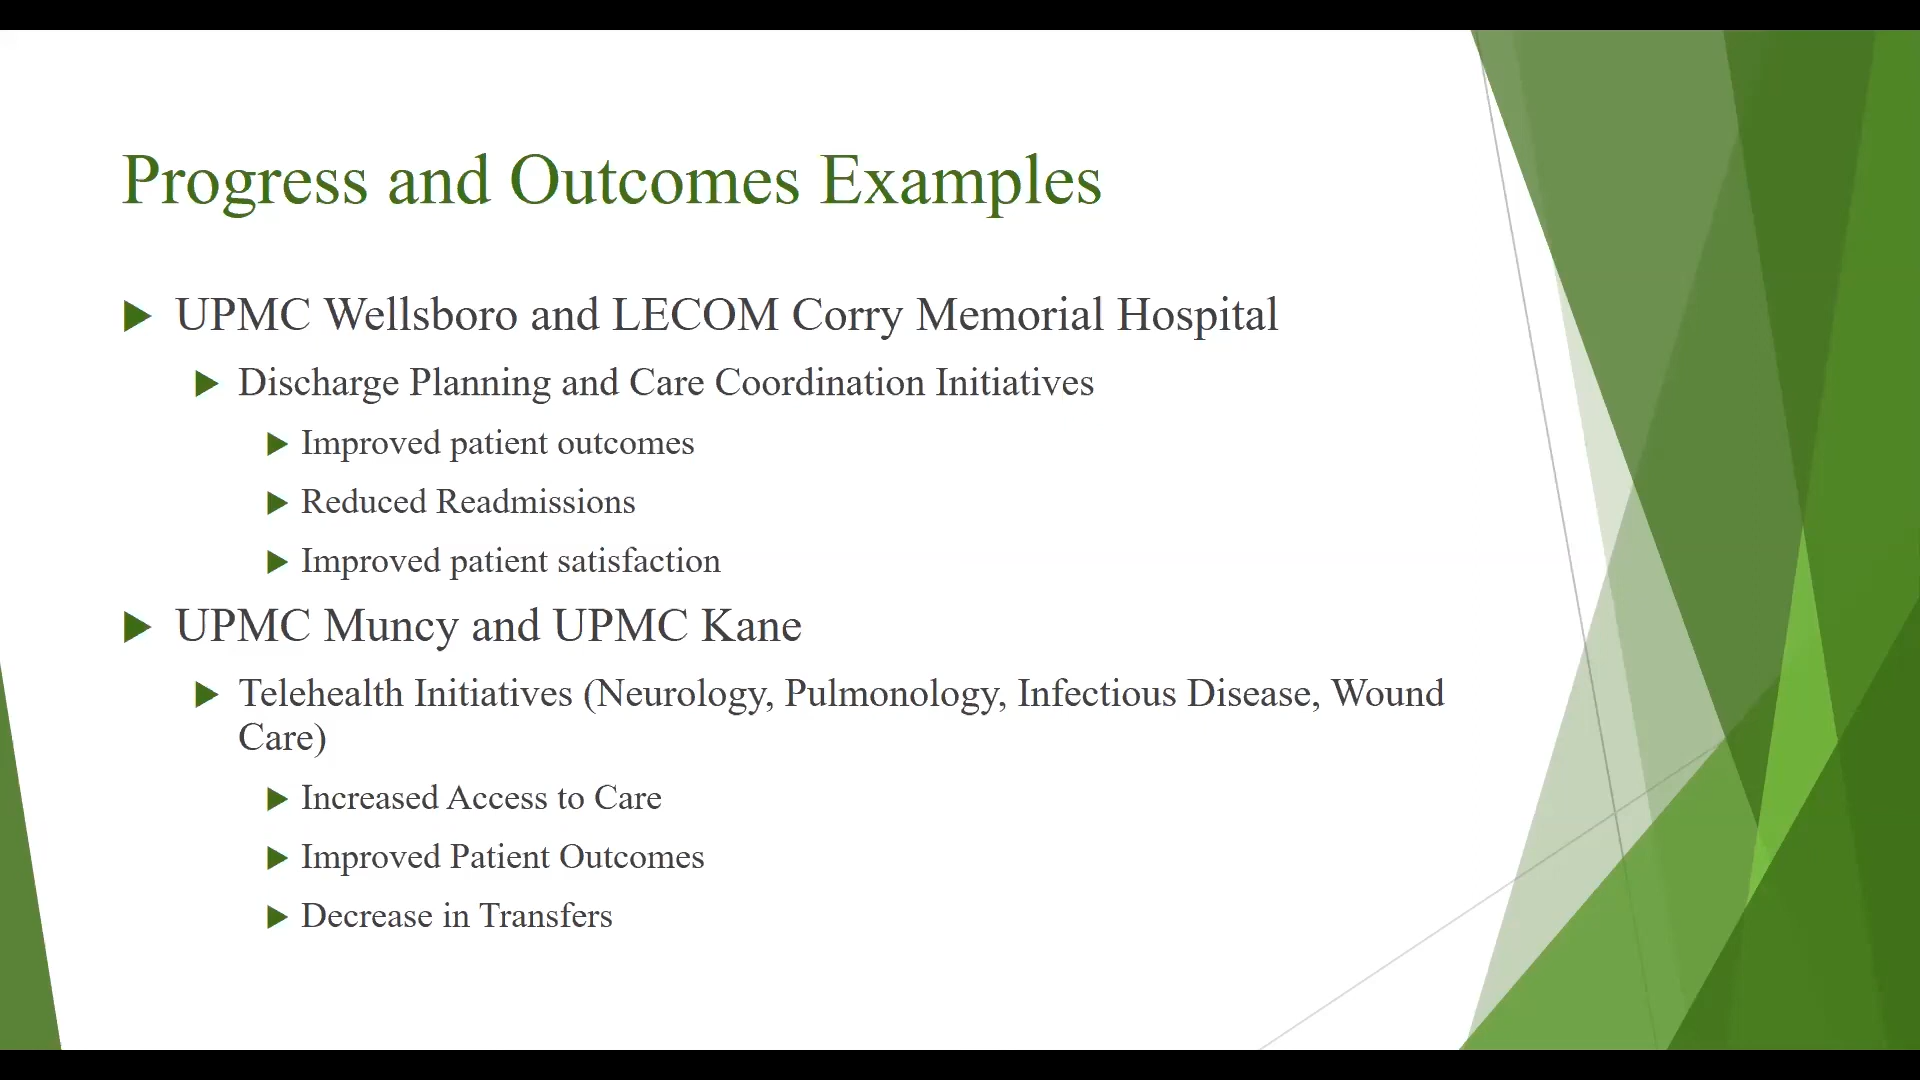 Progress and Outcomes Examples
UPMC Wellsboro and LECOM Corry Memorial Hospital
Discharge Planning and Care Coordination Initiatives
Improved patient outcomes
Reduced Readmissions
Improved patient satisfaction
UPMC Muncy and UPMC Kane
Telehealth Initiatives (Neurology, Pulmonology, Infectious Disease, Wound
Care)
Increased Access to Care
Improved Patient Outcomes
Decrease in Transfers